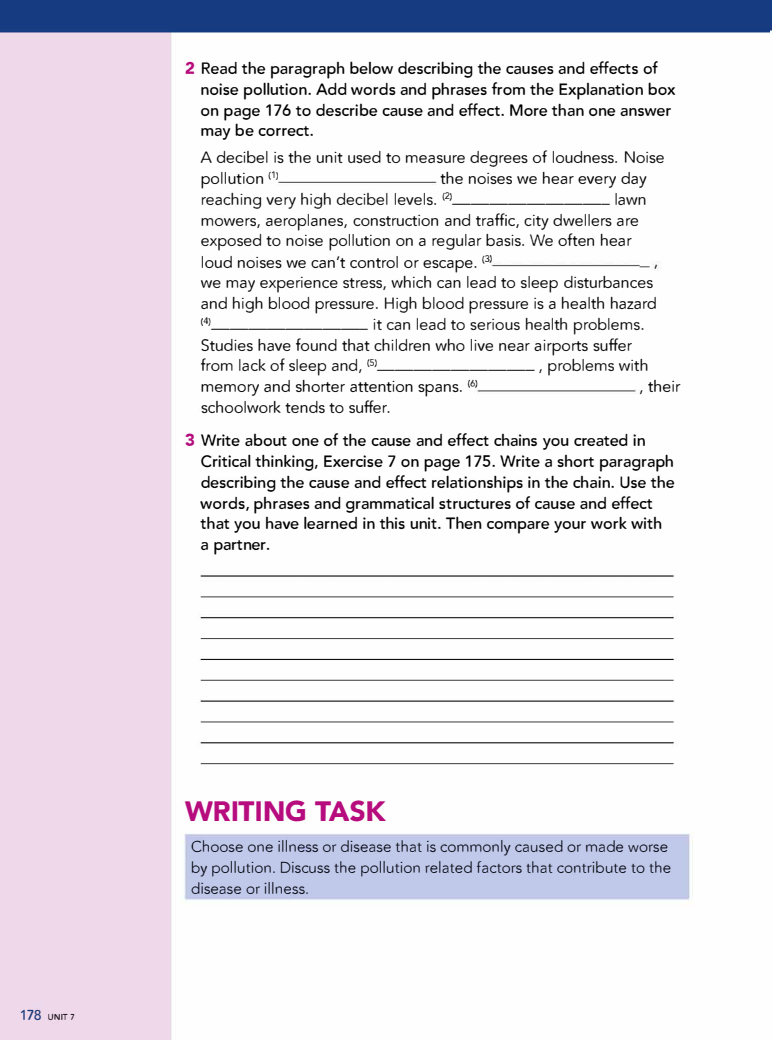 2 Read the paragraph below describing the causes and effects of
noise pollution. Add words and phrases from the Explanation box
on page 176 to describe cause and effect. More than one answer
may be correct.
A decibel is the unit used to measure degrees of loudness. Noise
pollution (1)____________________ the noises we hear every day
reaching very high decibel levels. (2)____________________ lawn
mowers, aeroplanes, construction and traffic, city dwellers are
exposed to noise pollution on a regular basis. We often hear
loud noises we can't control or escape. (3)____________________ ,
we may experience stress, which can lead to sleep disturbances
and high blood pressure. High blood pressure is a health hazard
(4)____________________ it can lead to serious health problems.
Studies have found that children who live near airports suffer
from lack of sleep and, (5)____________________ , problems with
memory and shorter attention spans. (6)____________________ , their
schoolwork tends to suffer.
3 Write about one of the cause and effect chains you created in
Critical thinking, Exercise 7 on page 175. Write a short paragraph
describing the cause and effect relationships in the chain. Use the
words, phrases and grammatical structures of cause and effect
that you have learned in this unit. Then compare your work with
a partner.
WRITING TASK
Choose one illness or disease that is commonly caused or made worse
by pollution. Discuss the pollution related factors that contribute to the
disease or illness.
178 UNIT 7